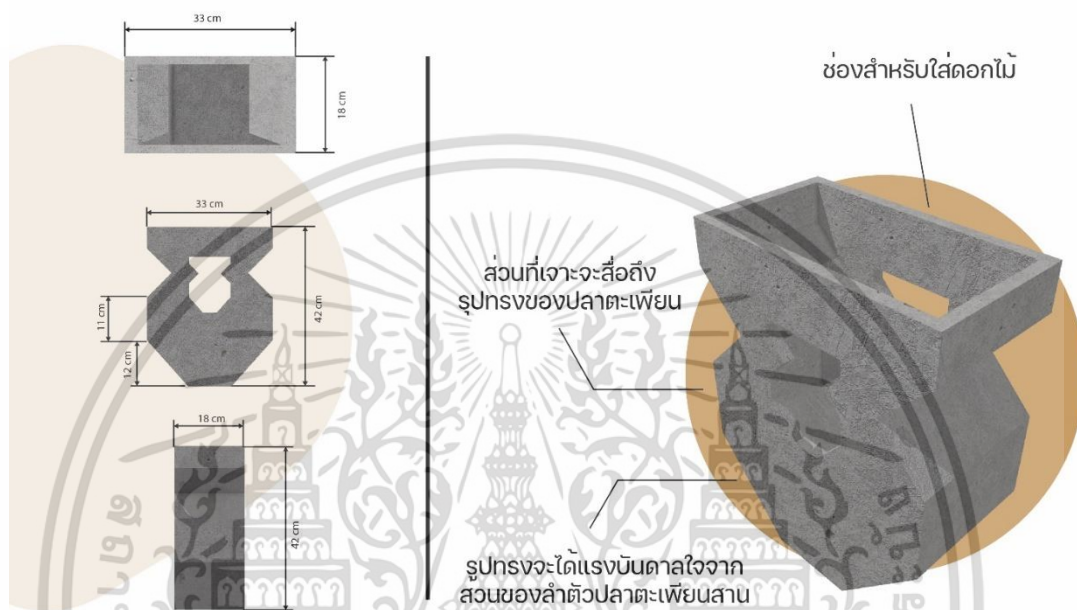 33 cm
18 cm
33 cm
42 cm
11 cm
12 cm
18 cm
42 cm
ช่องสำหรับใส่ดอกไม้
ส่วนที่เจาะจะสื่อถึง
รูปทรงของปลาตะเพียน
รูปทรงจะได้แรงบันดาลใจจาก
สวนของลำตัวปลาตะเพียนสาน